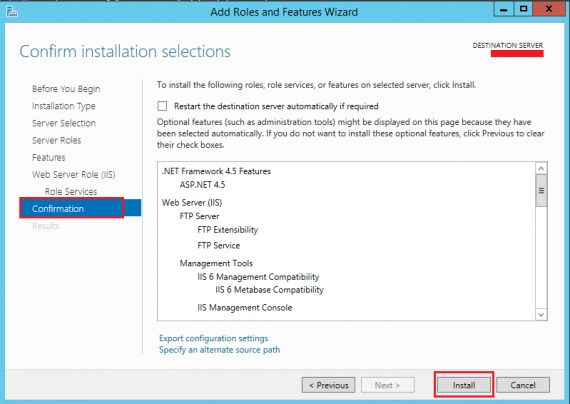 Add Roles and Features Wizard
Confirm installation selections
DESTINATION SERVER
Before You Begin
Installation Type
Server Selection
Server Roles
Features
Web Server Role (IIS)
Role Services
Confirmation
Results
To install the following roles, role services, or features on selected server, click Install.
Restart the destination server automatically if required
Optional features (such as administration tools) might be displayed on this page because they have
been selected automatically. If you do not want to install these optional features, click Previous to clear
their check boxes.
.NET Framework 4.5 Features
ASP.NET 4.5
Web Server (IIS)
FTP Server
FTP Extensibility
FTP Service
Management Tools
IIS 6 Management Compatibility
IIS 6 Metabase Compatibility
IIS Management Console
Export configuration settings
Specify an alternate source path
< Previous
Next >
Install
Cancel